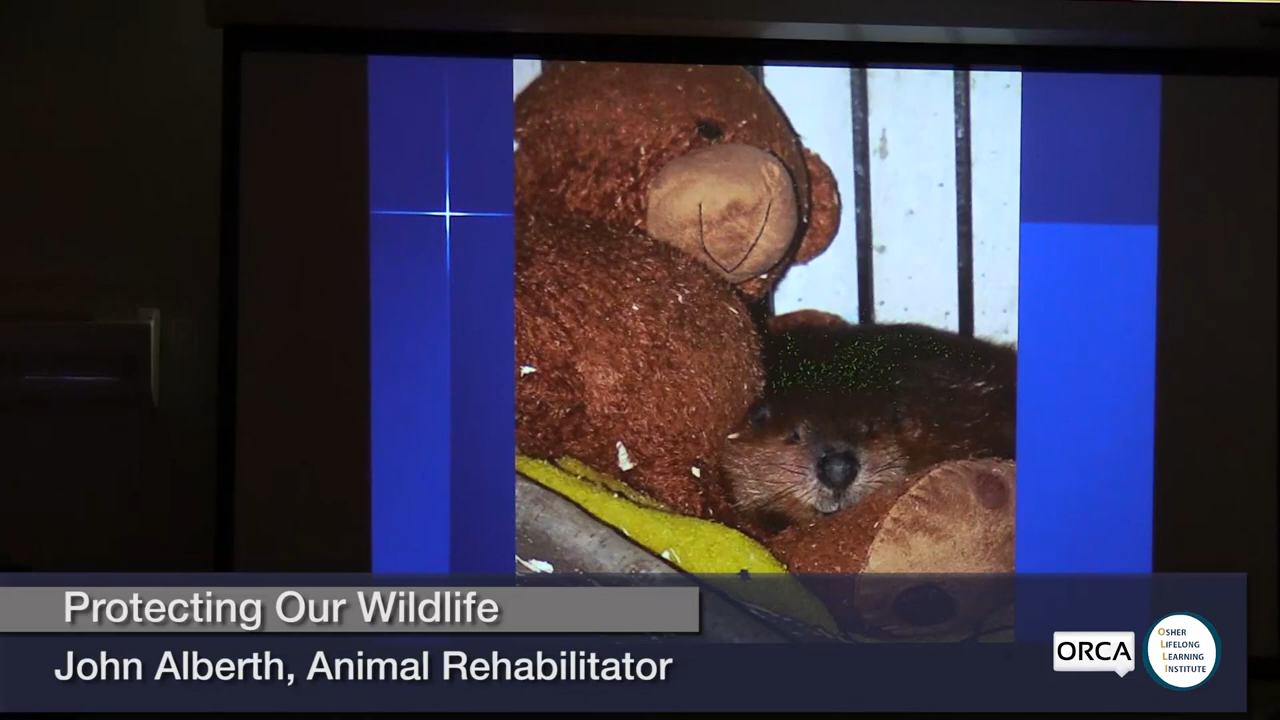 Protecting Our Wildlife
John Alberth, Animal Rehabilitator
ORCA
OSHER
LIFELONG
LEARNING
INSTITUTE